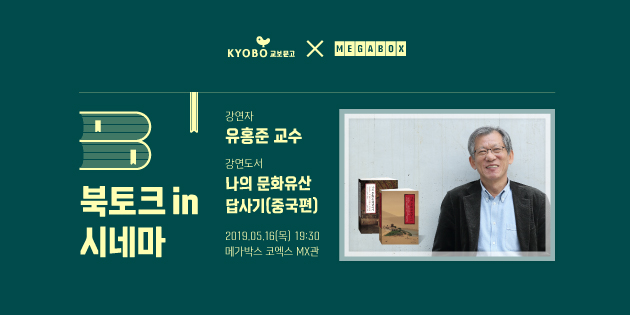 KYOBO 교보문고
MEGABOX
북토크 in
시네마
강연자
유홍준 교수
강연도서
나의 문화유산
답사기(중국편)
2019.05.16(목) 19:30
메가박스 코엑스 MX관